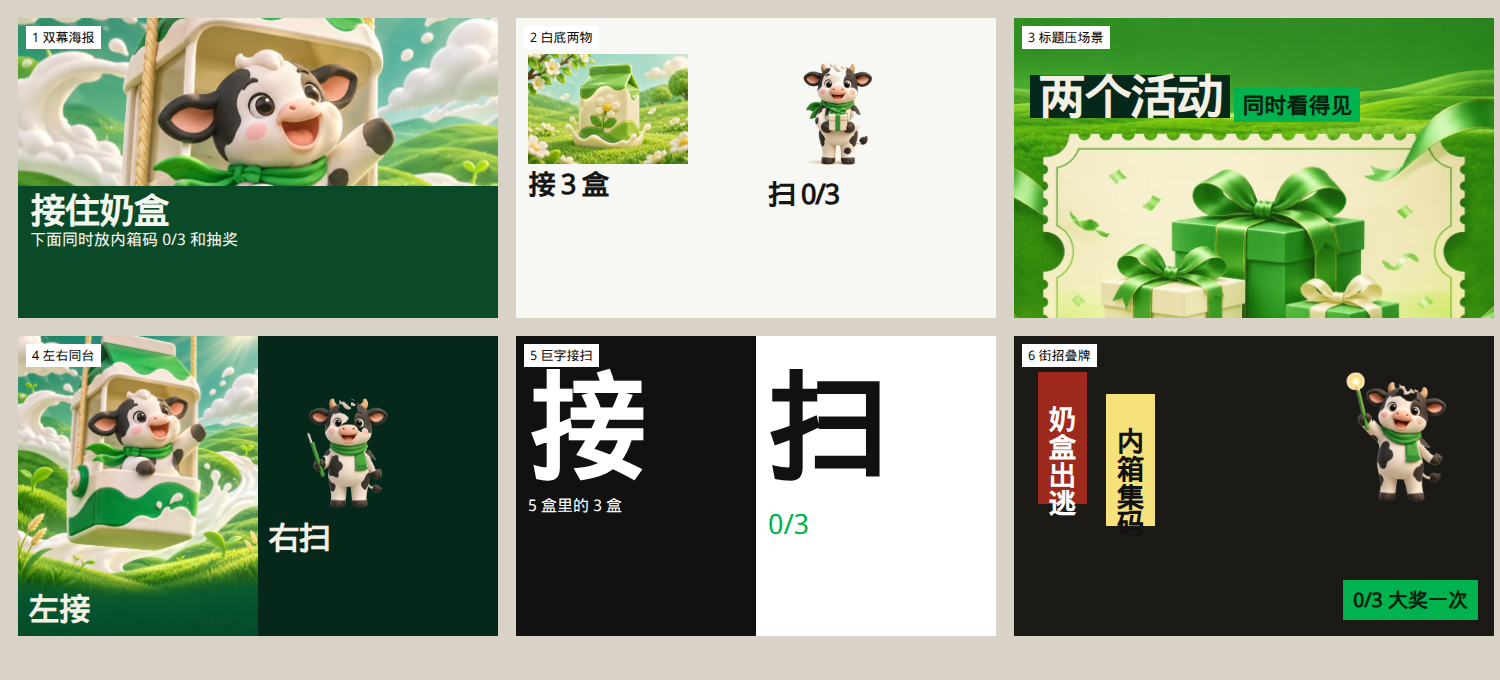 1 双幕海报
接住奶盒
下面同时放内箱码 0/3 和抽奖
2 白底两物
接 3 盒
扫 0/3
3 标题压场景
两个活动
同时看得见
4 左右同台
左接
右扫
5 巨字接扫
接
5 盒里的 3 盒
扫
0/3
6 街招叠牌
奶盒出逃
内箱集码
0/3 大奖一次